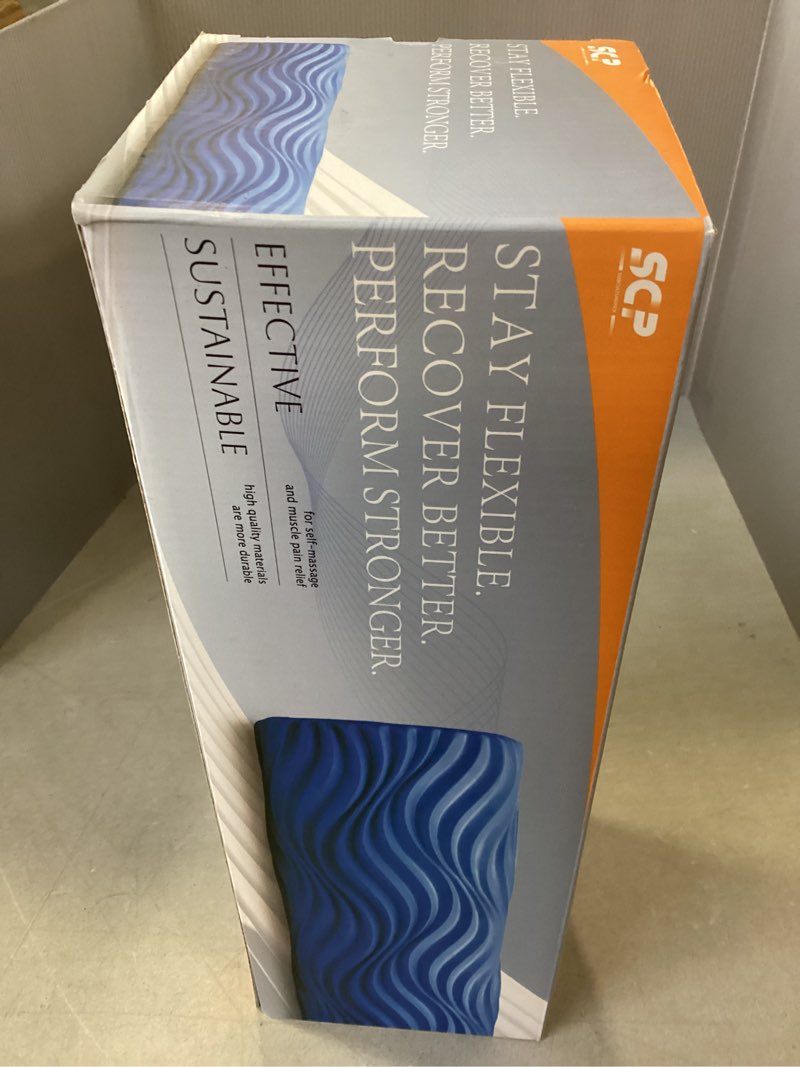 SCP
STAY FLEXIBLE.
RECOVER BETTER.
PERFORM STRONGER.
SCP
STAY FLEXIBLE.
RECOVER BETTER.
PERFORM STRONGER.
EFFECTIVE
for self-massage
and muscle pain relief
SUSTAINABLE
high quality materials
are more durable